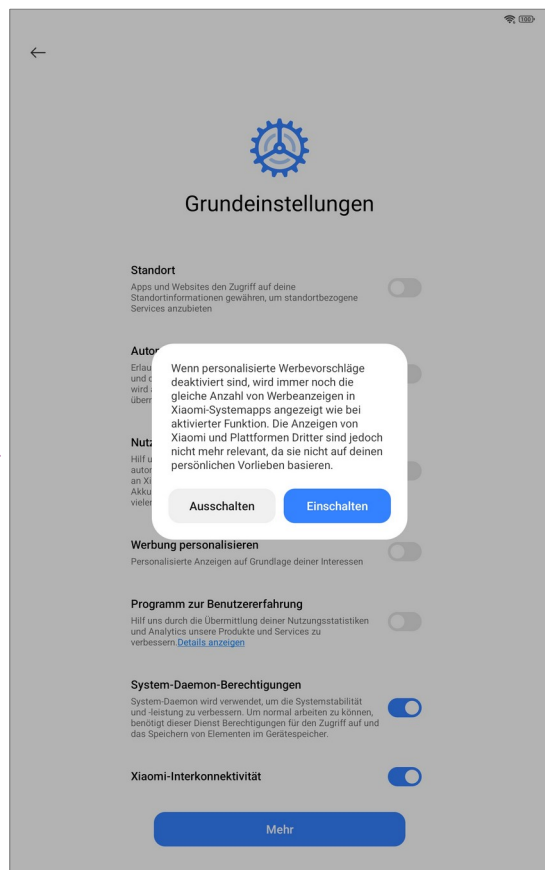 100
Grundeinstellungen
Standort
Apps und Websites den Zugriff auf deine
Standortinformationen gewähren, um standortbezogene
Services anzubieten
Wenn personalisierte Werbevorschläge
deaktiviert sind, wird immer noch die
gleiche Anzahl von Werbeanzeigen in
Xiaomi-Systemapps angezeigt wie bei
aktivierter Funktion. Die Anzeigen von
Xiaomi und Plattformen Dritter sind jedoch
nicht mehr relevant, da sie nicht auf deinen
persönlichen Vorlieben basieren.
Ausschalten
Einschalten
Werbung personalisieren
Personalisierte Anzeigen auf Grundlage deiner Interessen
Programm zur Benutzererfahrung
Hilf uns durch die Übermittlung deiner Nutzungsstatistiken
und Analytics unsere Produkte und Services zu
verbessern.Details anzeigen
System-Daemon-Berechtigungen
System-Daemon wird verwendet, um die Systemstabilität
und -leistung zu verbessern. Um normal arbeiten zu können,
benötigt dieser Dienst Berechtigungen für den Zugriff auf und
das Speichern von Elementen im Gerätespeicher.
Xiaomi-Interkonnektivität
Mehr